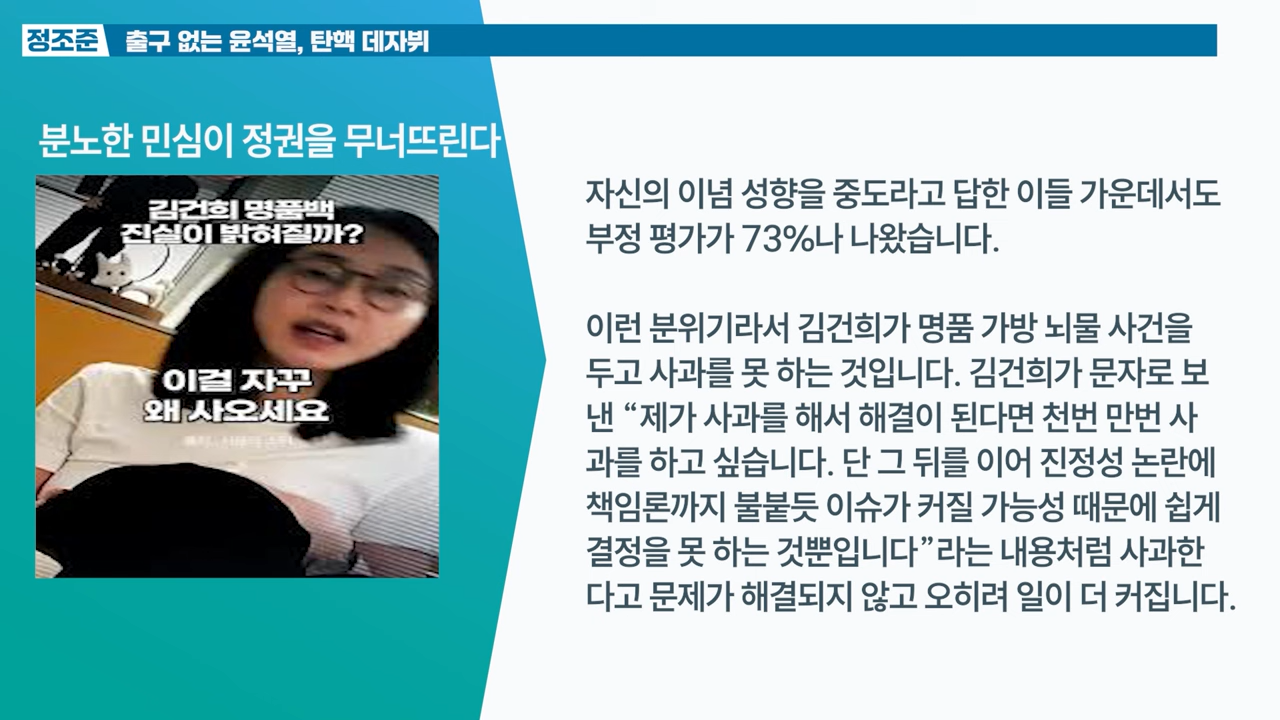 정조준
출구 없는 윤석열, 탄핵 데자뷔
분노한 민심이 정권을 무너뜨린다
김건희 명품백
진실이 밝혀질까?
이걸 자꾸
왜 사오세요
자신의 이념 성향을 중도라고 답한 이들 가운데서도
부정 평가가 73%나 나왔습니다.
이런 분위기라서 김건희가 명품 가방 뇌물 사건을
두고 사과를 못 하는 것입니다. 김건희가 문자로 보
낸 “제가 사과를 해서 해결이 된다면 천번 만번 사
과를 하고 싶습니다. 단 그 뒤를 이어 진정성 논란에
책임론까지 불붙듯 이슈가 커질 가능성 때문에 쉽게
결정을 못 하는 것뿐입니다”라는 내용처럼 사과한
다고 문제가 해결되지 않고 오히려 일이 더 커집니다.